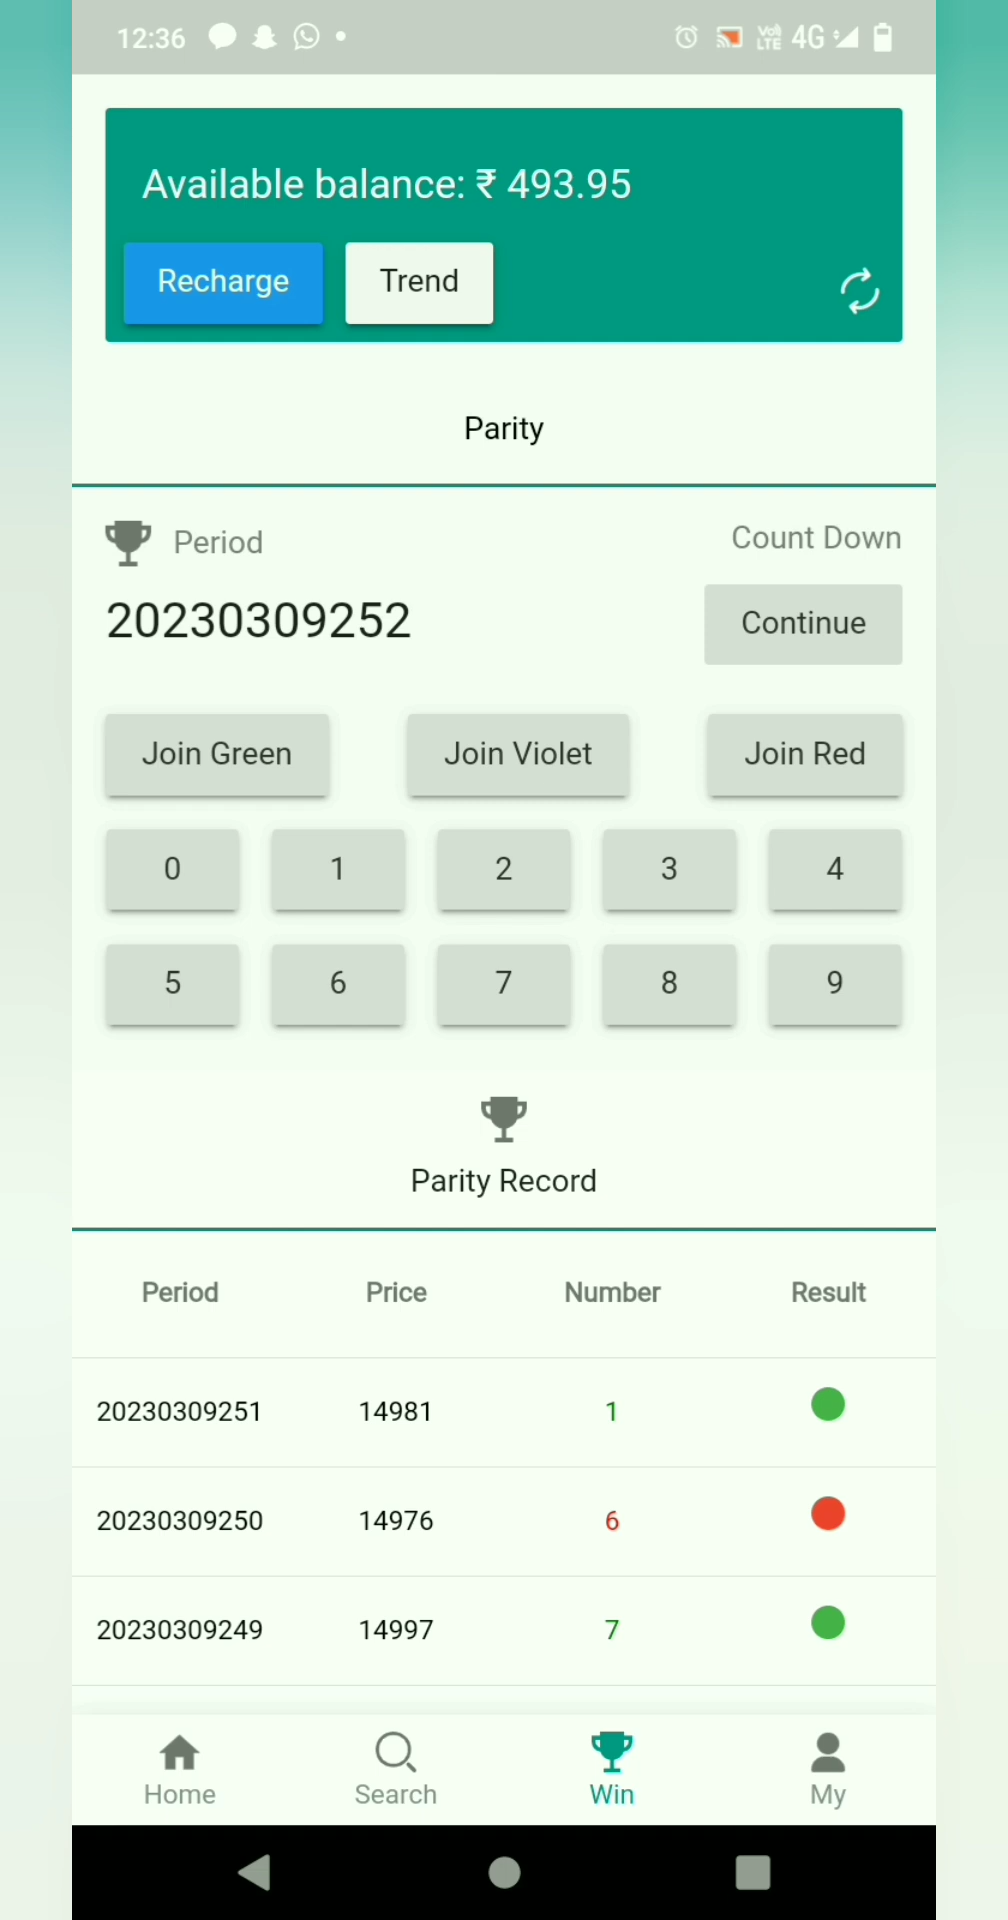 12:36
VoLTE 4G
Available balance: ₹ 493.95
Recharge Trend
Parity
Period Count Down
20230309252 Continue
Join Green Join Violet Join Red
0 1 2 3 4
5 6 7 8 9
Parity Record
Period Price Number Result
20230309251 14981 1
20230309250 14976 6
20230309249 14997 7
Home Search Win My